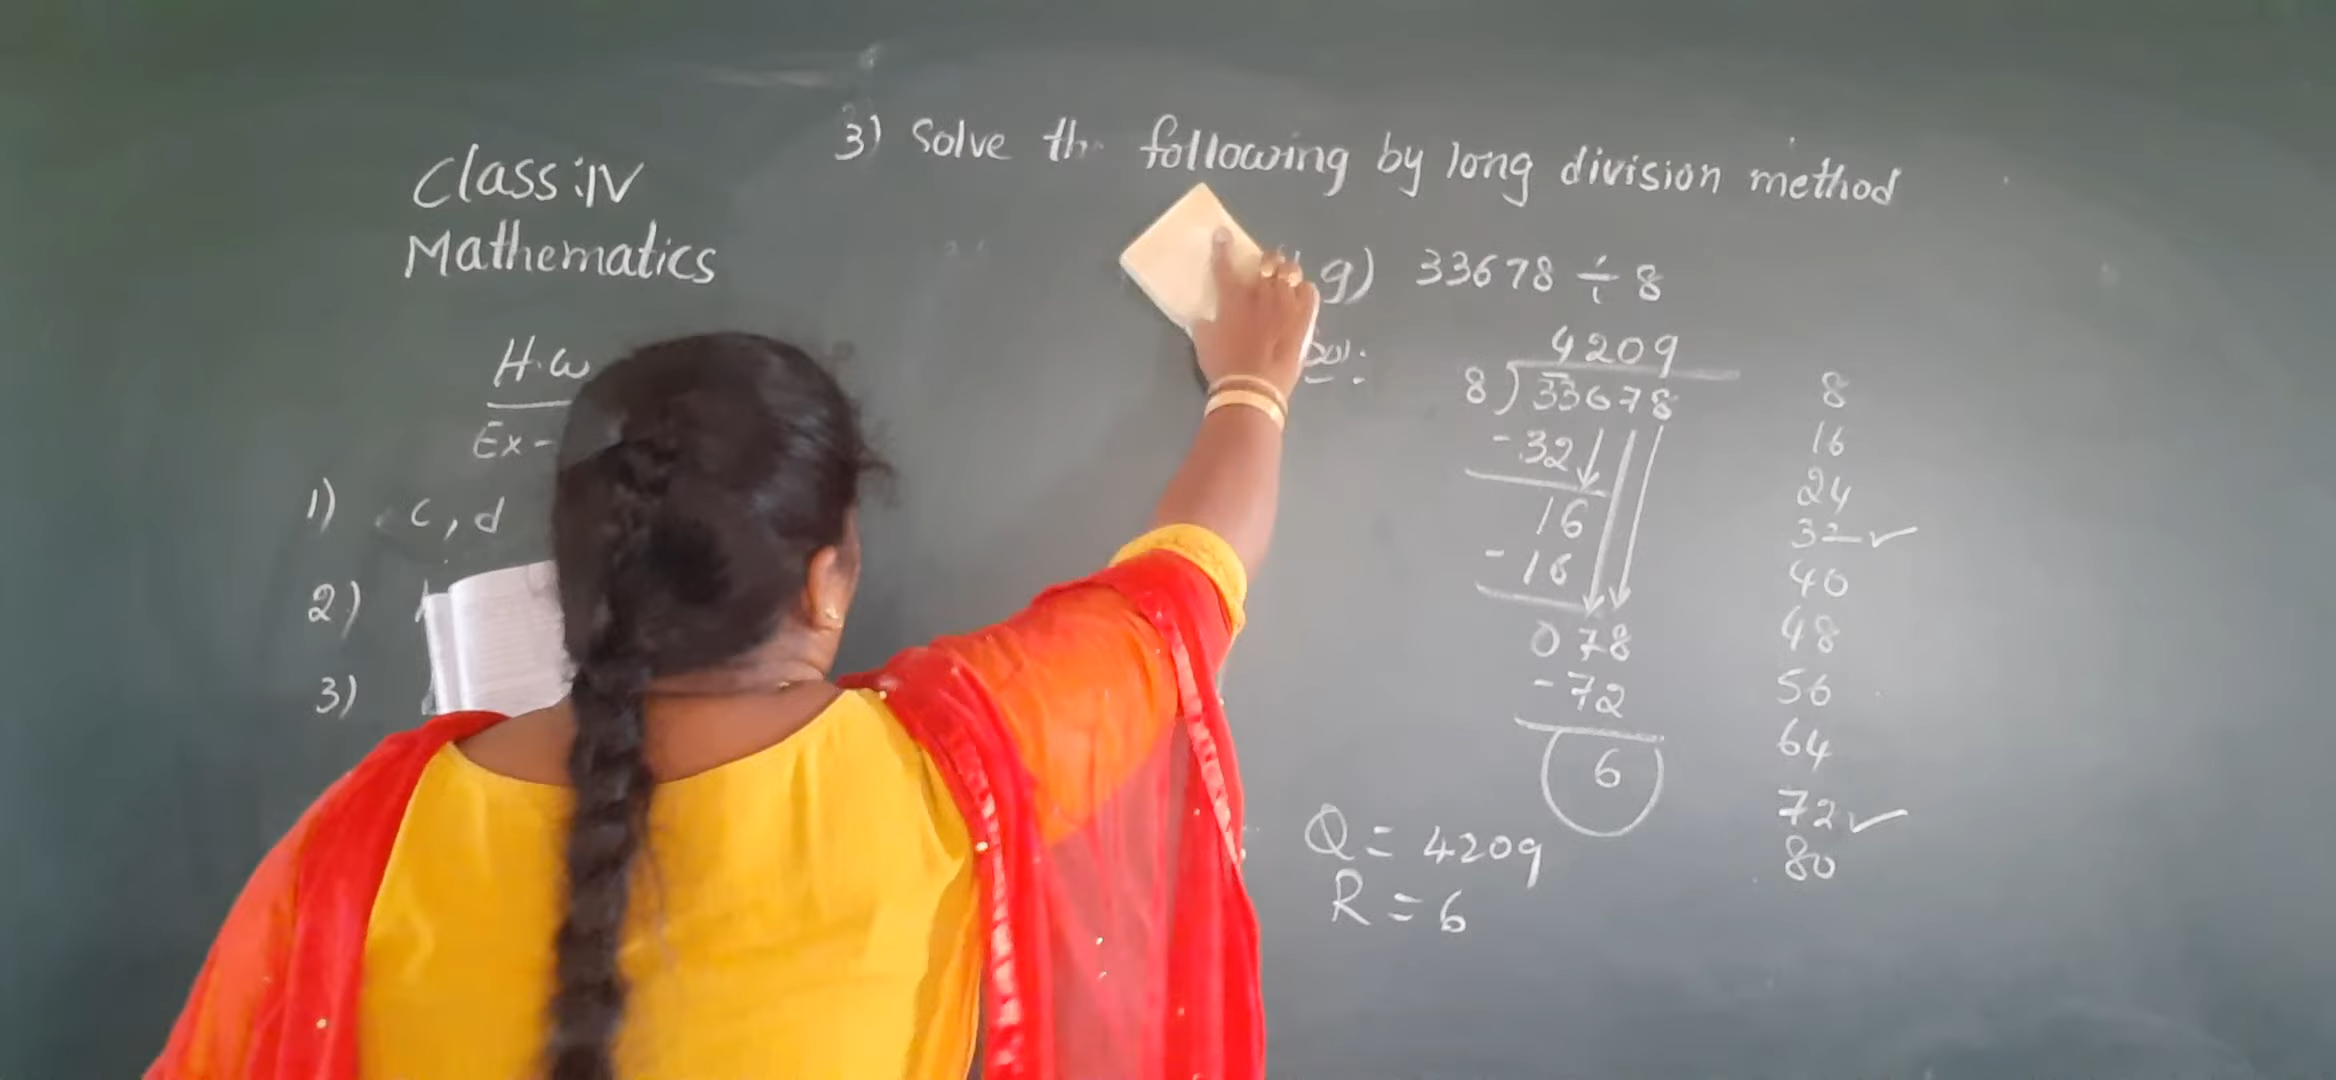 Class: IV
Mathematics
H.W
Ex-
1) c, d
2)
3)
3) Solve the following by long division method
g) 33678 ÷ 8
Sol:
4209
8) 33678
-32
16
-16
078
-72
6
Q = 4209
R = 6
8
16
24
32 ✓
40
48
56
64
72 ✓
80